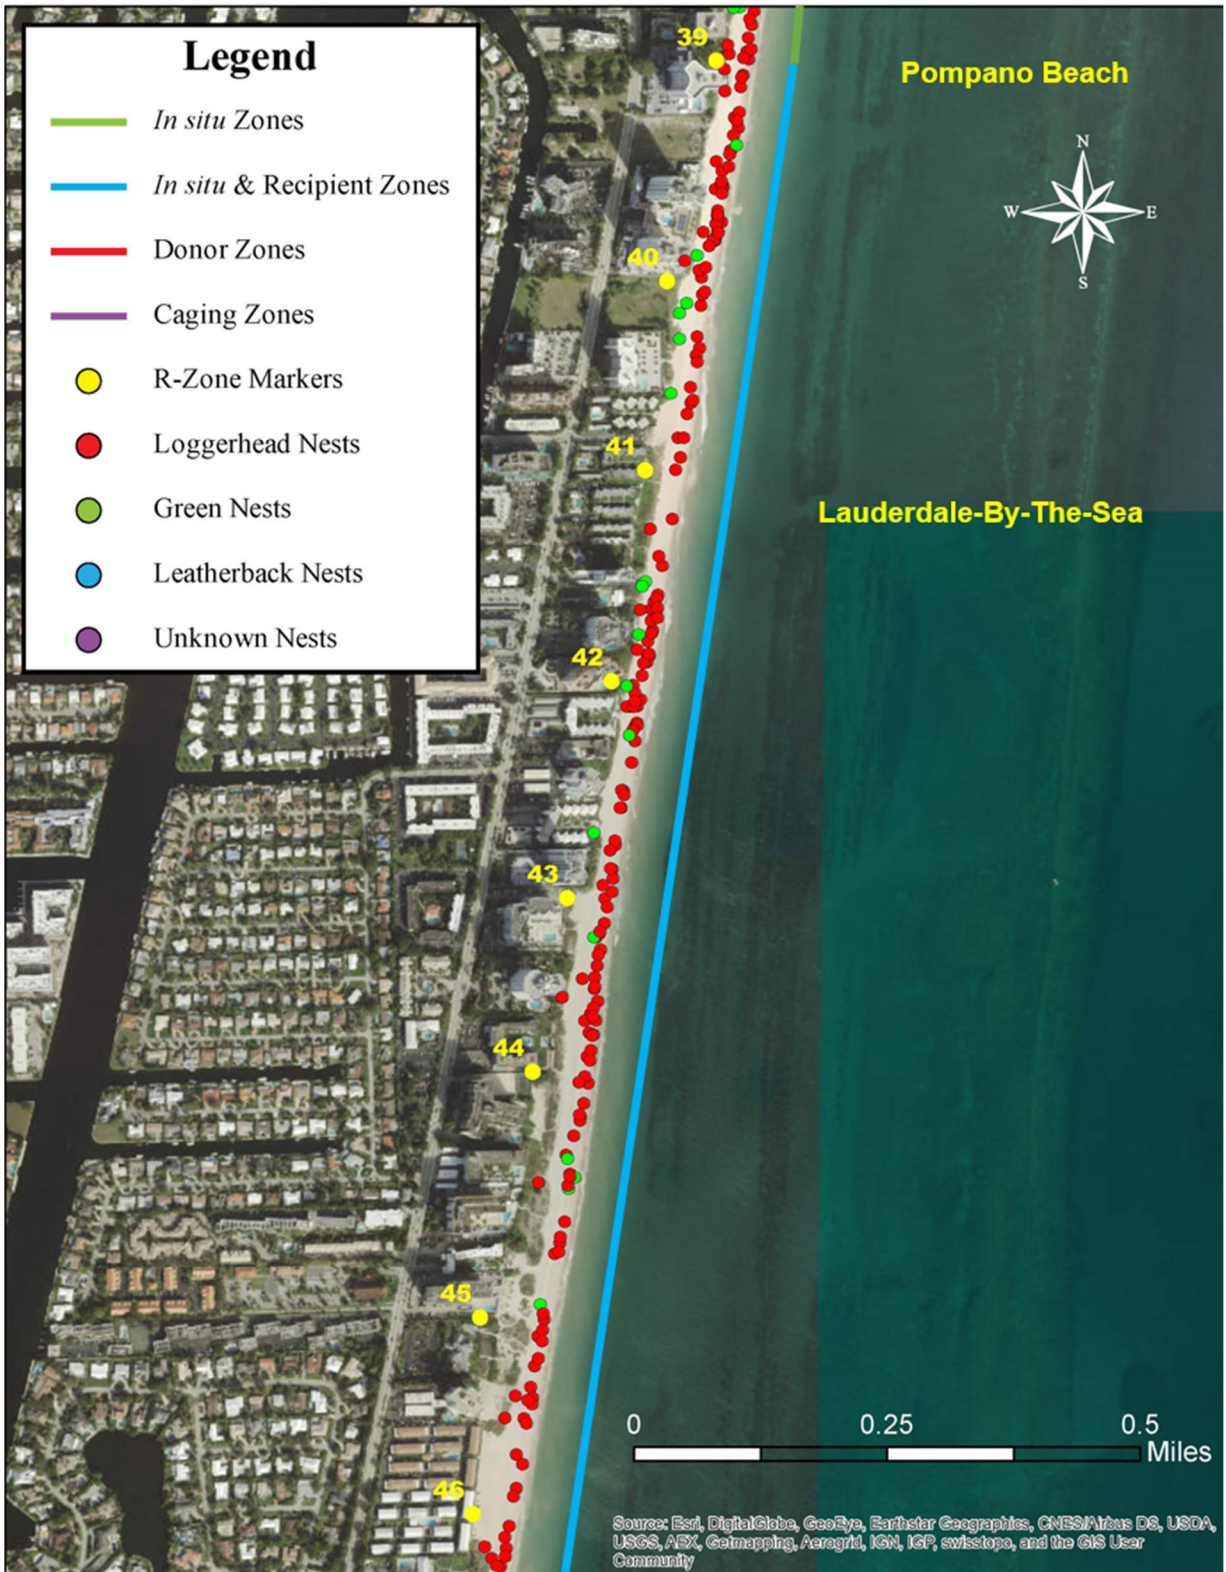 Legend
In situ Zones
In situ & Recipient Zones
Donor Zones
Caging Zones
R-Zone Markers
Loggerhead Nests
Green Nests
Leatherback Nests
Unknown Nests
39
Pompano Beach
N
W E
S
40
41
Lauderdale-By-The-Sea
42
43
44
45
46
0 0.25 0.5
Miles
Source: Esri, DigitalGlobe, GeoEye, Earthstar Geographics, CNES/Airbus DS, USDA,
USGS, AEX, Getmapping, Aerogrid, IGN, IGP, swisstopo, and the GIS User
Community